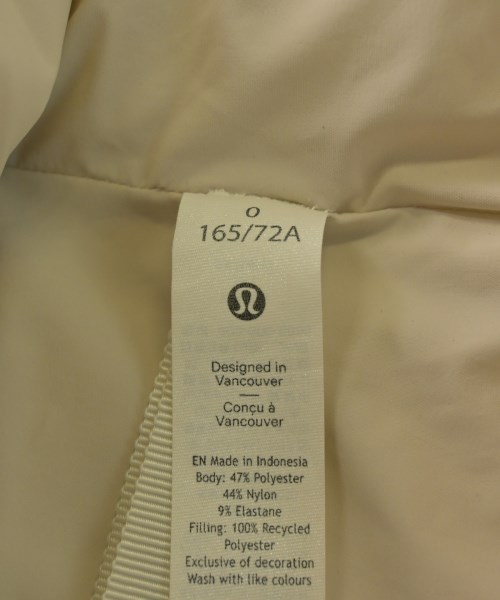 0
165/72A
Designed in
Vancouver
Conçu à
Vancouver
EN Made in Indonesia
Body: 47% Polyester
44% Nylon
9% Elastane
Filling: 100% Recycled
Polyester
Exclusive of decoration
Wash with like colours